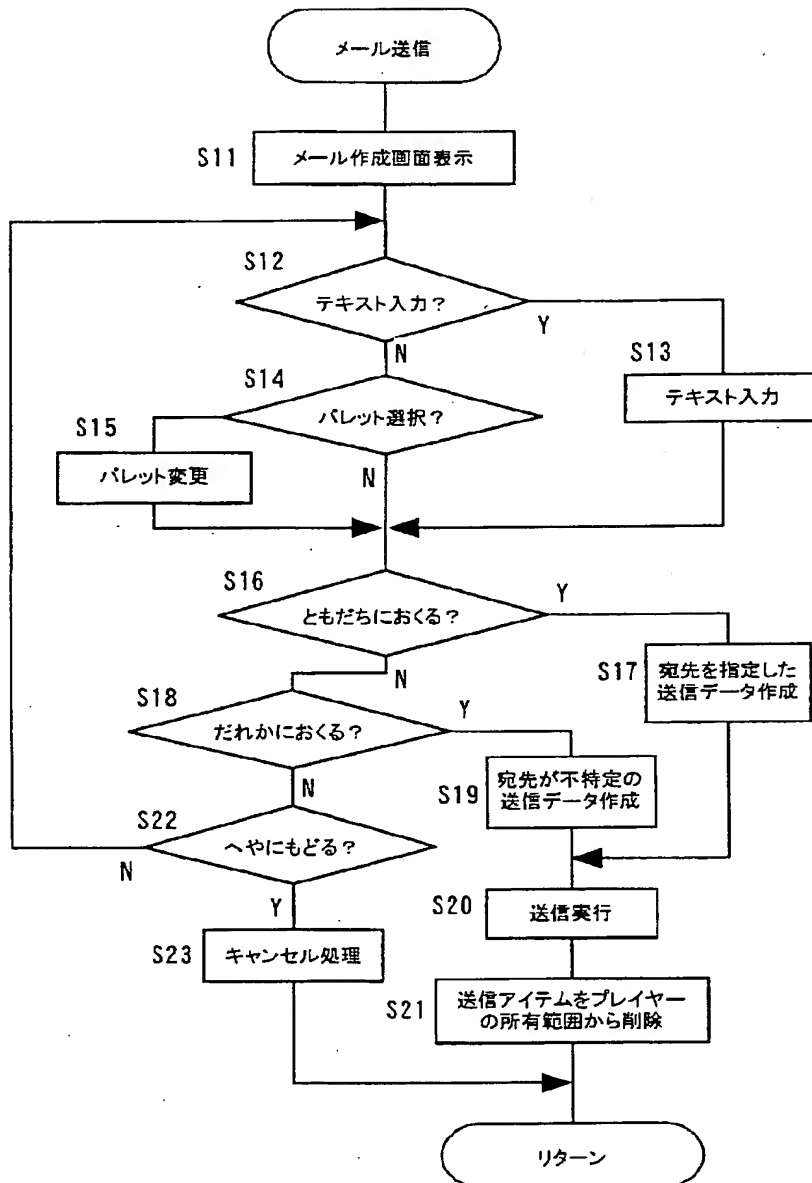 メール送信
S11
メール作成画面表示
S12
テキスト入力？
Y
N
S13
テキスト入力
S14
パレット選択？
N
S15
パレット変更
S16
ともだちにおくる？
Y
N
S17
宛先を指定した
送信データ作成
S18
だれかにおくる？
Y
N
S19
宛先が不特定の
送信データ作成
S22
へやにもどる？
N
Y
S20
送信実行
S23
キャンセル処理
S21
送信アイテムをプレイヤー
の所有範囲から削除
リターン